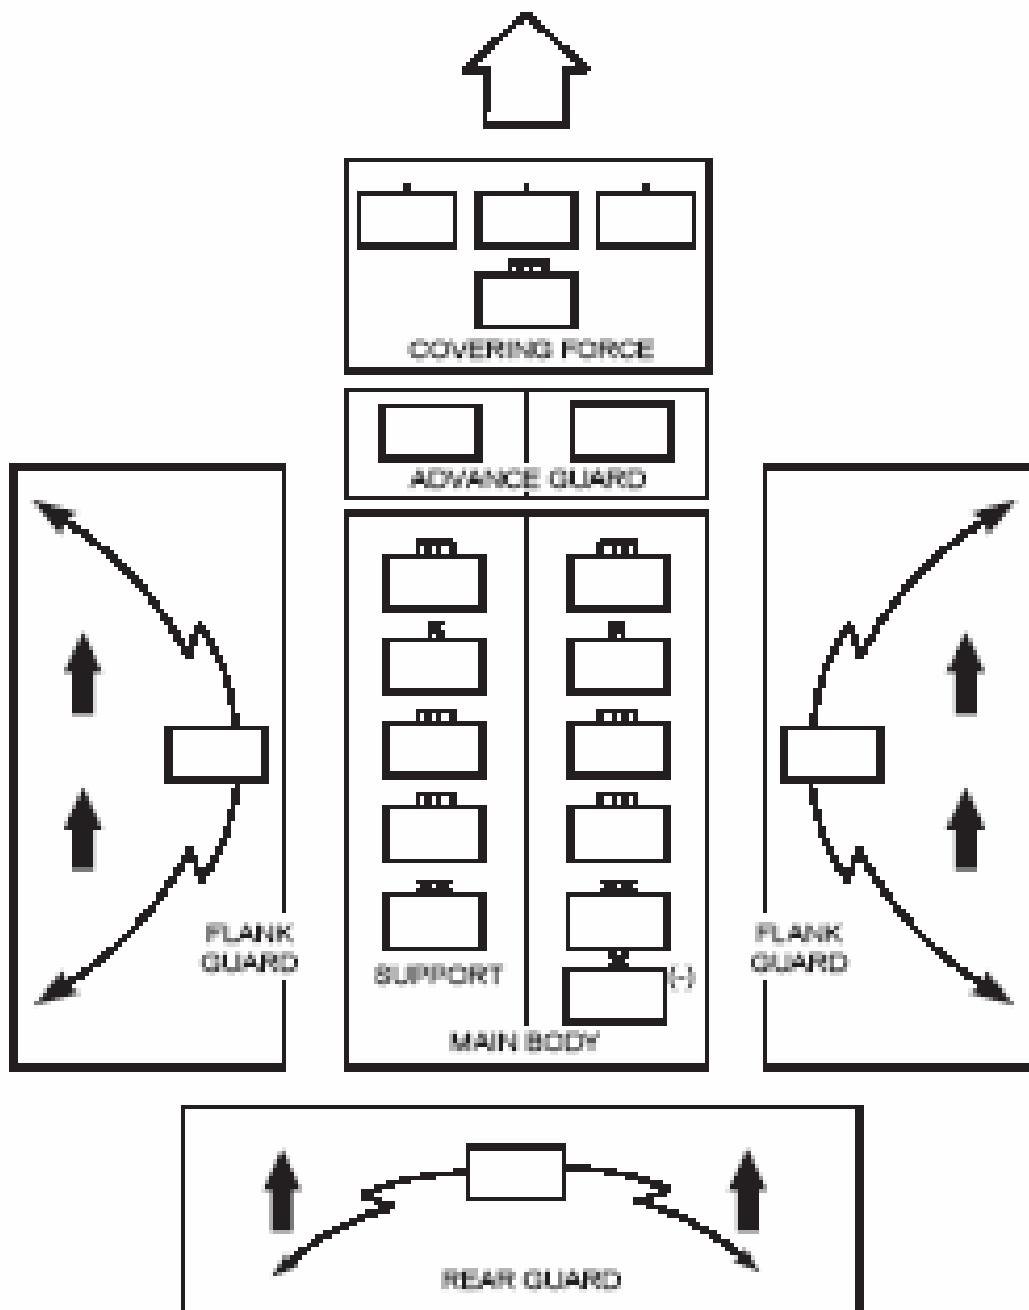 COVERING FORCE
ADVANCE GUARD
FLANK
GUARD
SUPPORT
(-)
MAIN BODY
FLANK
GUARD
REAR GUARD